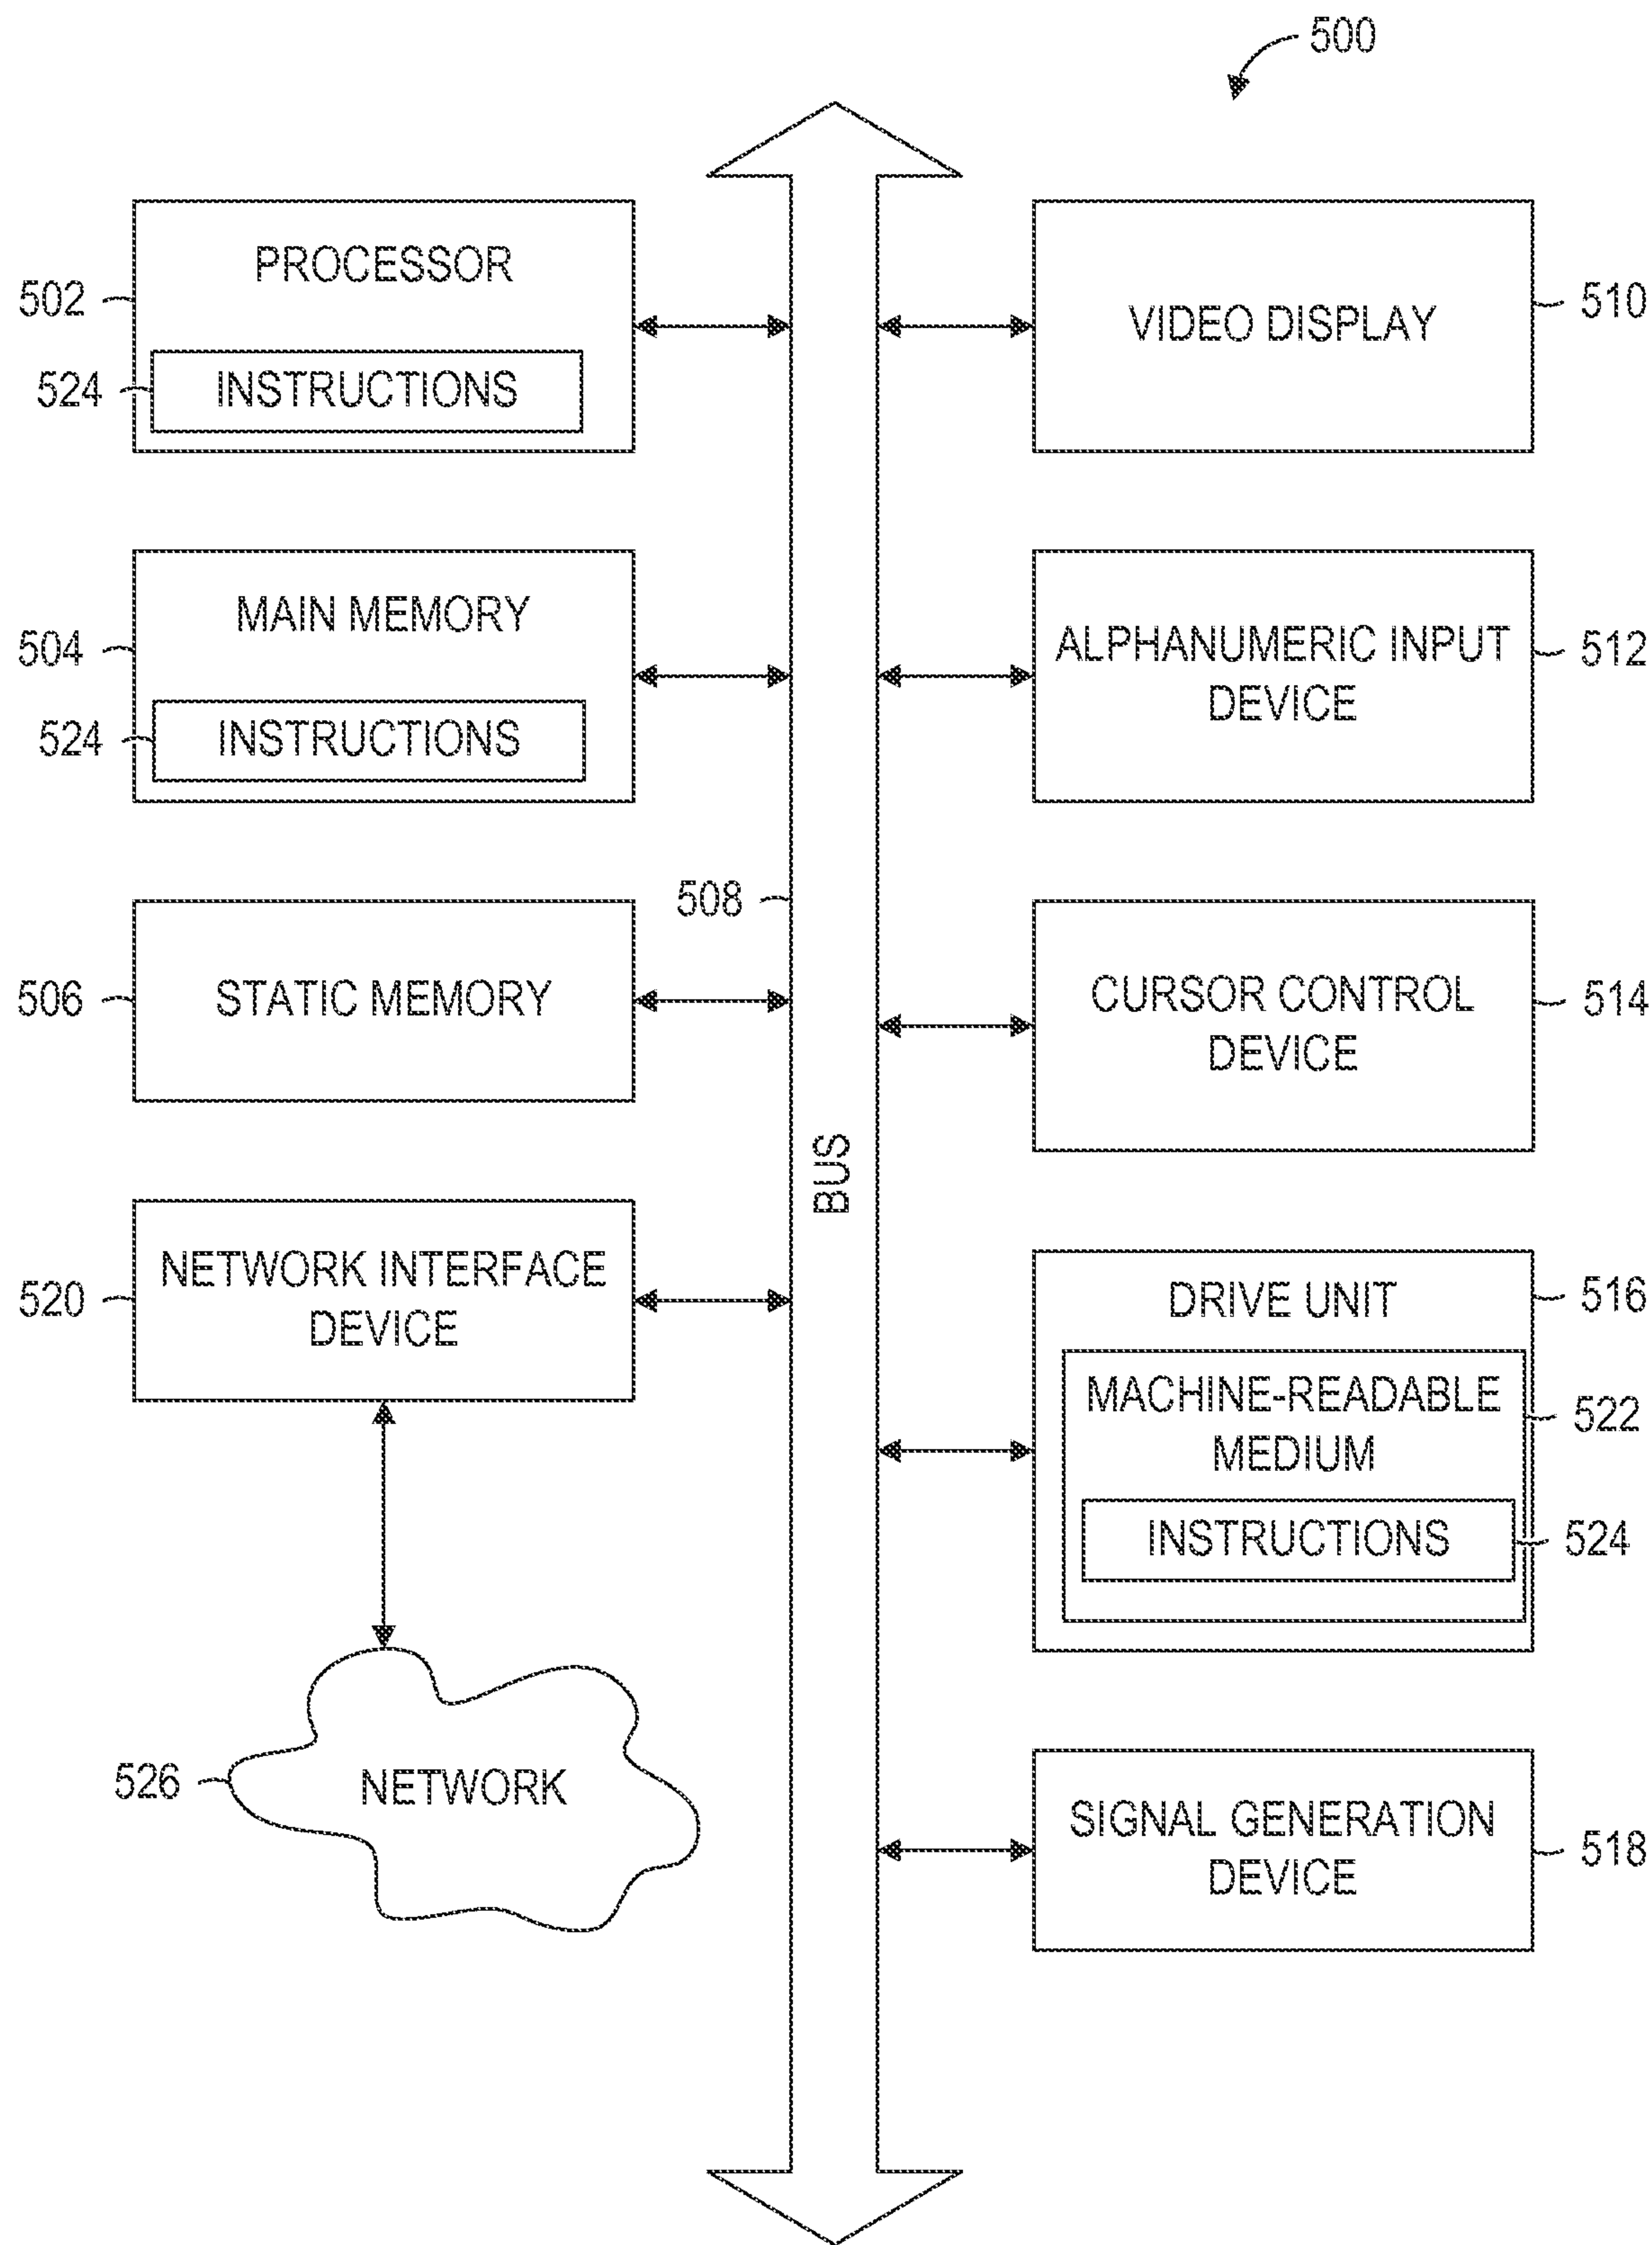 500
PROCESSOR
502
524
INSTRUCTIONS
MAIN MEMORY
504
524
INSTRUCTIONS
508
506
STATIC MEMORY
BUS
NETWORK INTERFACE
DEVICE
520
526
NETWORK
VIDEO DISPLAY
510
ALPHANUMERIC INPUT
DEVICE
512
CURSOR CONTROL
DEVICE
514
DRIVE UNIT
516
MACHINE-READABLE
MEDIUM
522
INSTRUCTIONS
524
SIGNAL GENERATION
DEVICE
518